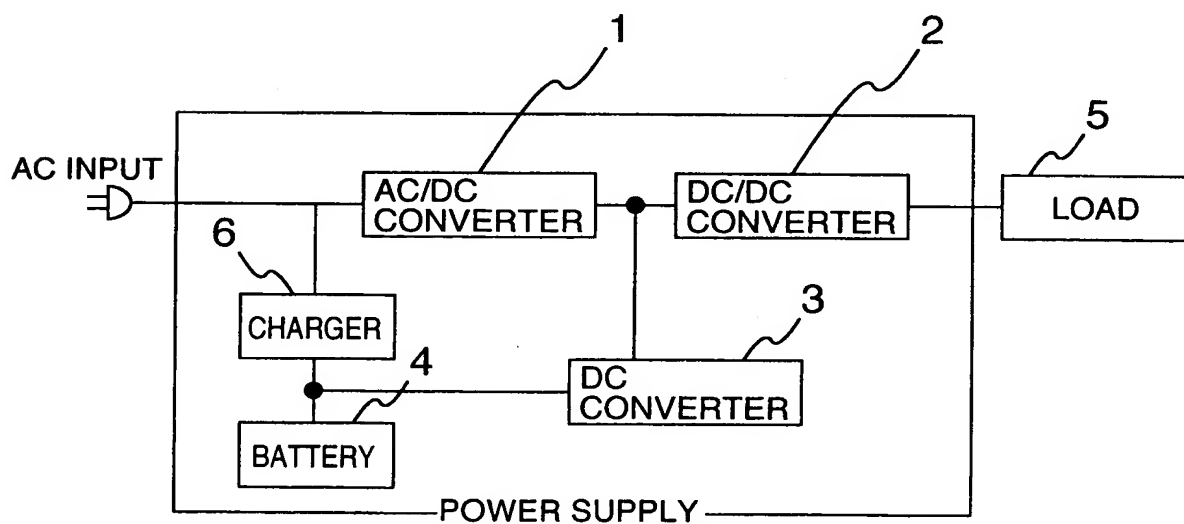 1
2
5
AC INPUT
AC/DC
CONVERTER
DC/DC
CONVERTER
LOAD
6
CHARGER
3
4
DC
CONVERTER
BATTERY
POWER SUPPLY